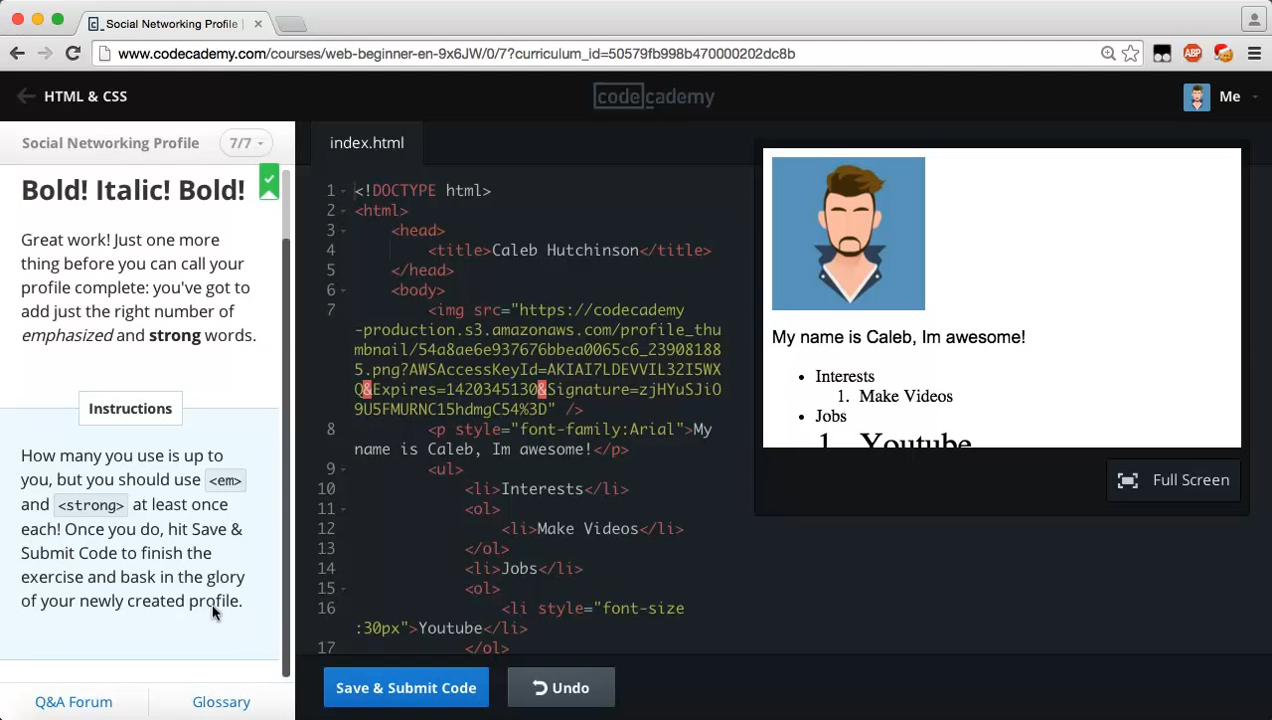 Social Networking Profile |
www.codecademy.com/courses/web-beginner-en-9x6JW/0/7?curriculum_id=50579fb998b470000202dc8b
ABP
HTML & CSS
codecademy
Me
Social Networking Profile
7/7
Bold! Italic! Bold!
Great work! Just one more
thing before you can call your
profile complete: you've got to
add just the right number of
emphasized and strong words.
Instructions
How many you use is up to
you, but you should use <em>
and <strong> at least once
each! Once you do, hit Save &
Submit Code to finish the
exercise and bask in the glory
of your newly created profile.
Q&A Forum
Glossary
index.html
1 <!DOCTYPE html>
2 <html>
3 <head>
4 <title>Caleb Hutchinson</title>
5 </head>
6 <body>
7 <img src="https://codecademy
-production.s3.amazonaws.com/profile_thu
mbnail/54a8ae6e937676bbea0065c6_23908188
5.png?AWSAccessKeyId=AKIAI7LDEVVIL32I5WX
Q&Expires=1420345130&Signature=zjHYuSJiO
9U5FMURNC15hdmgC54%3D" />
8 <p style="font-family:Arial">My
name is Caleb, Im awesome!</p>
9 <ul>
10 <li>Interests</li>
11 <ol>
12 <li>Make Videos</li>
13 </ol>
14 <li>Jobs</li>
15 <ol>
16 <li style="font-size
:30px">Youtube</li>
17 </ol>
Save & Submit Code
Undo
My name is Caleb, Im awesome!
• Interests
1. Make Videos
• Jobs
1. Youtube
Full Screen